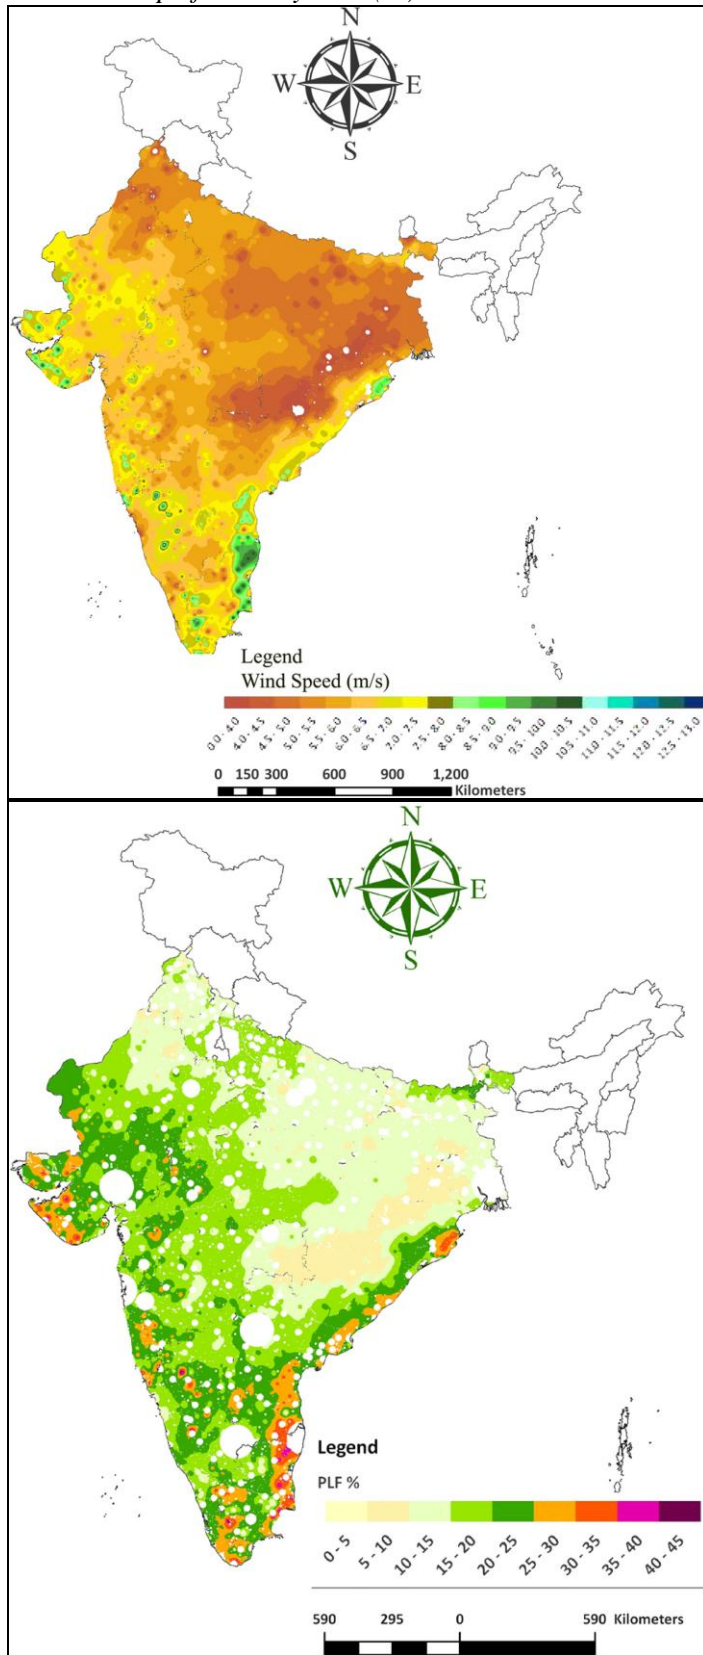 N
W E
S
Legend
Wind Speed (m/s)
0.0 - 4.0 4.0 - 4.5 4.5 - 5.0 5.0 - 5.5 5.5 - 6.0 6.0 - 6.5 6.5 - 7.0 7.0 - 7.5 7.5 - 8.0 8.0 - 8.5 8.5 - 9.0 9.0 - 9.5 9.5 - 10.0 10.0 - 10.5 10.5 - 11.0 11.0 - 11.5 11.5 - 12.0 12.0 - 12.5 12.5 - 13.0
0 150 300 600 900 1,200
Kilometers
N
W E
S
Legend
PLF %
0 - 5 5 - 10 10 - 15 15 - 20 20 - 25 25 - 30 30 - 35 35 - 40 40 - 45
590 295 0 590 Kilometers